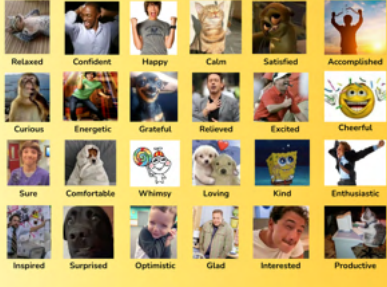 Relaxed Confident Happy Calm Satisfied Accomplished
Curious Energetic Grateful Relieved Excited Cheerful
Sure Comfortable Whimsy Loving Kind Enthusiastic
Inspired Surprised Optimistic Glad Interested Productive